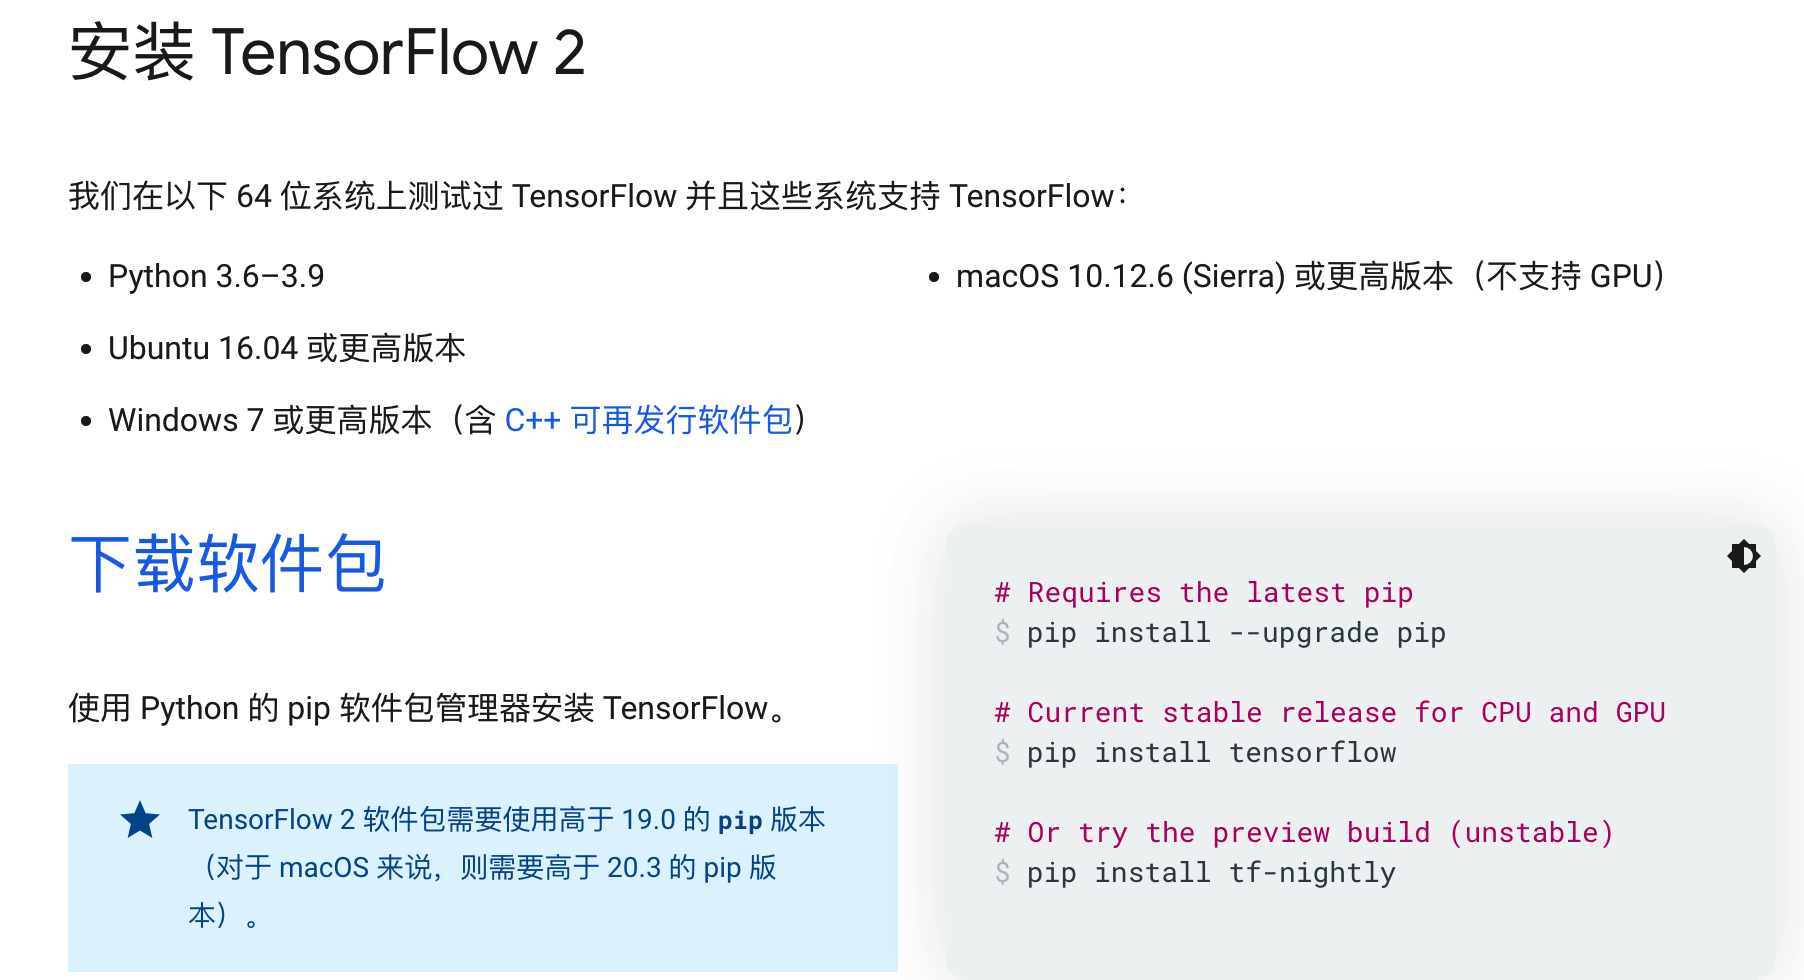 安装 TensorFlow 2
我们在以下 64 位系统上测试过 TensorFlow 并且这些系统支持 TensorFlow：
• Python 3.6–3.9
• Ubuntu 16.04 或更高版本
• Windows 7 或更高版本（含 C++ 可再发行软件包）
• macOS 10.12.6 (Sierra) 或更高版本（不支持 GPU）
下载软件包
使用 Python 的 pip 软件包管理器安装 TensorFlow。
TensorFlow 2 软件包需要使用高于 19.0 的 pip 版本
（对于 macOS 来说，则需要高于 20.3 的 pip 版
本）。
# Requires the latest pip
$ pip install --upgrade pip
# Current stable release for CPU and GPU
$ pip install tensorflow
# Or try the preview build (unstable)
$ pip install tf-nightly